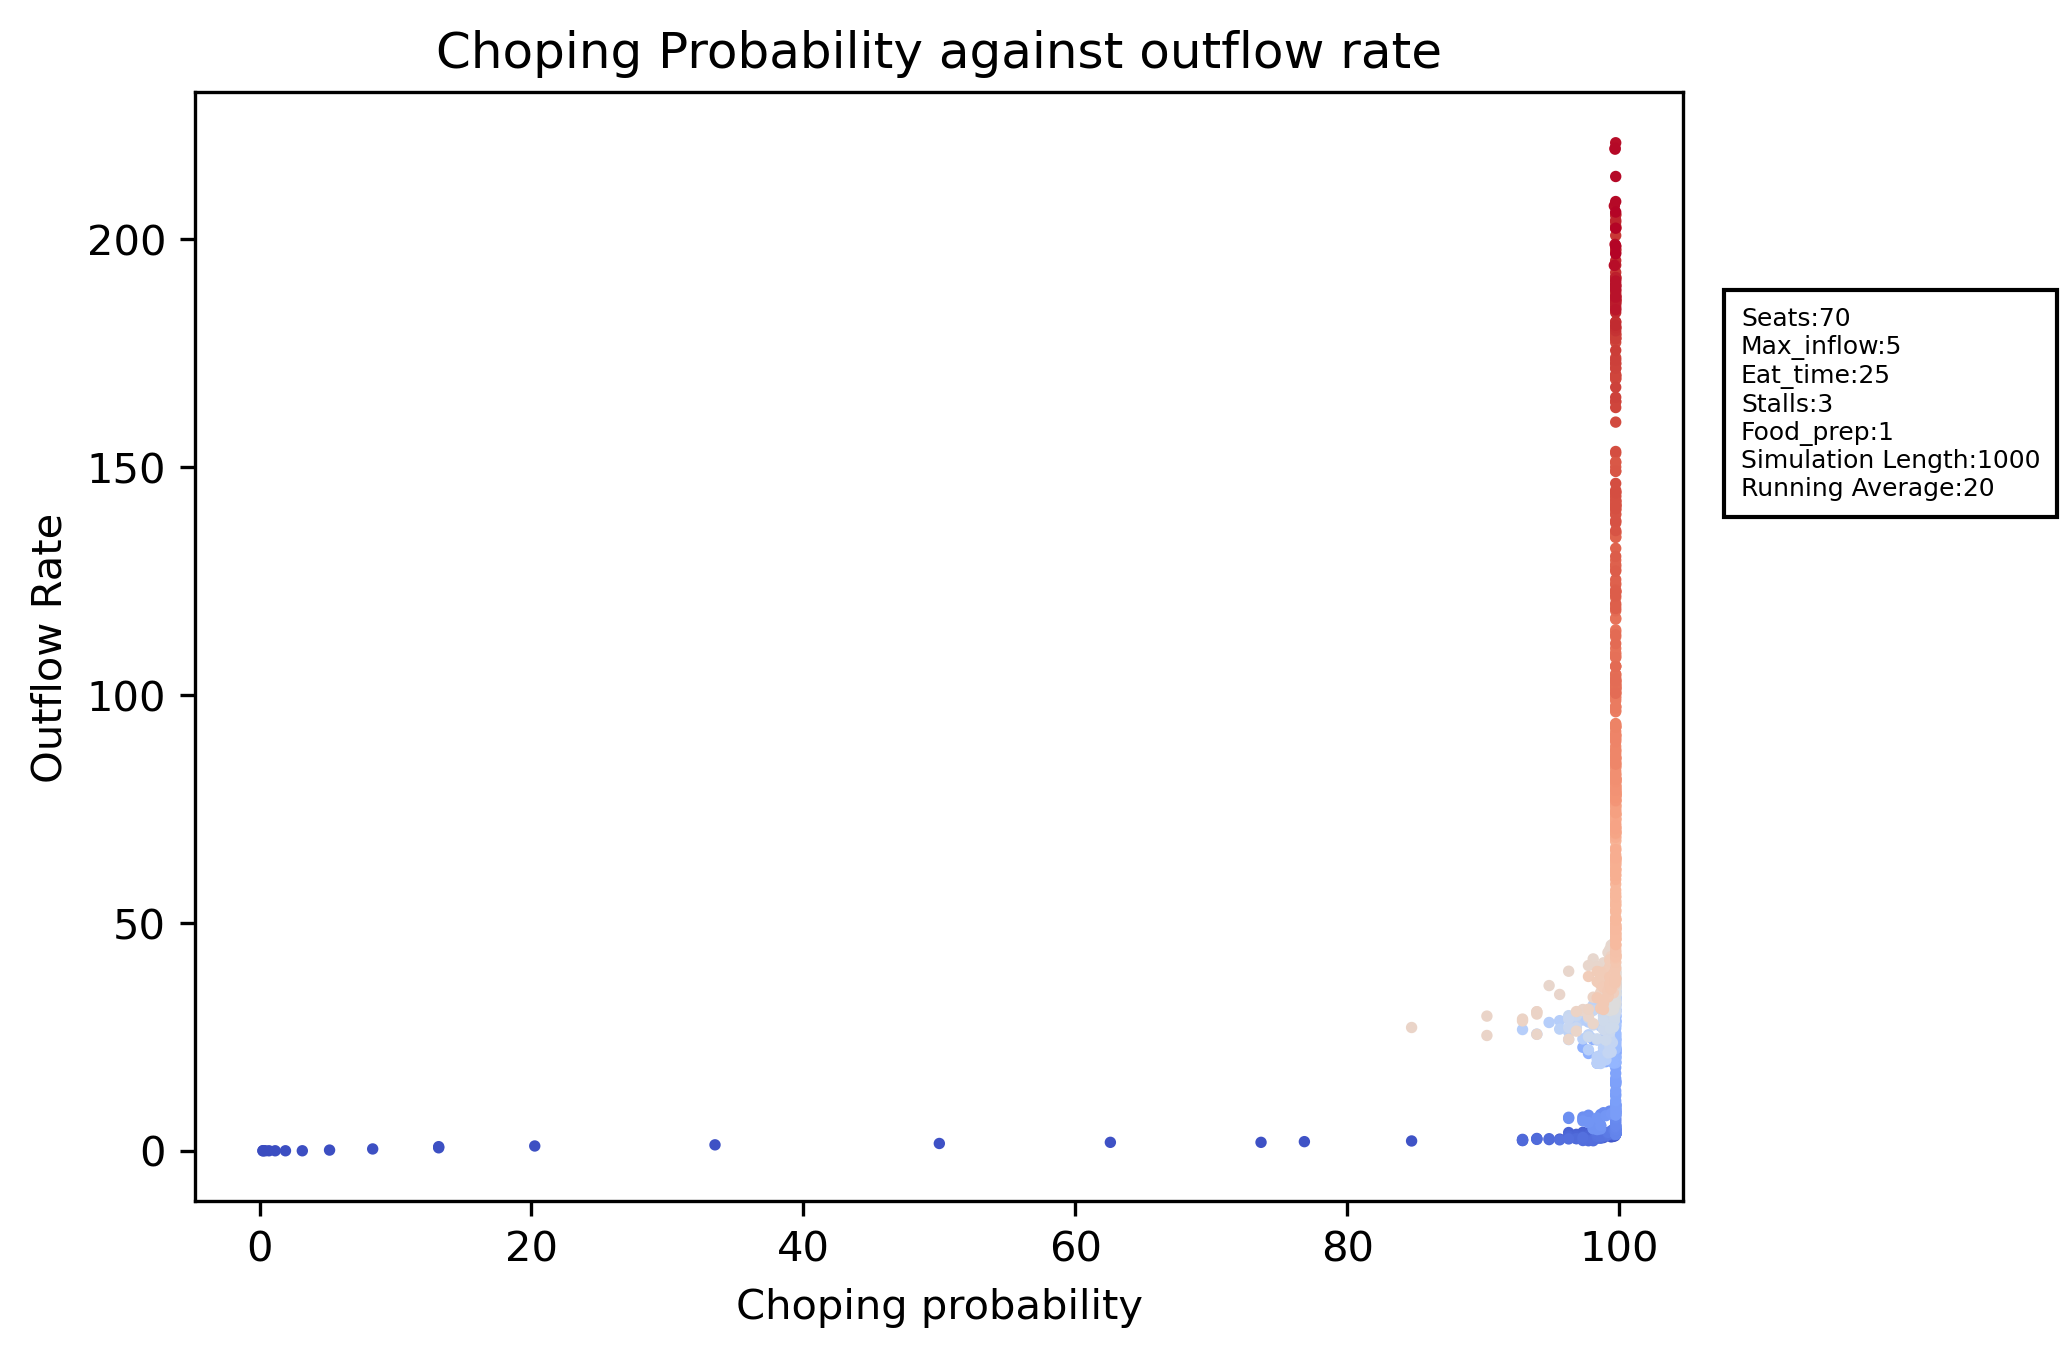 Choping Probability against outflow rate
Outflow Rate
200
150
100
50
0
0 20 40 60 80 100
Choping probability
Seats:70
Max_inflow:5
Eat_time:25
Stalls:3
Food_prep:1
Simulation Length:1000
Running Average:20